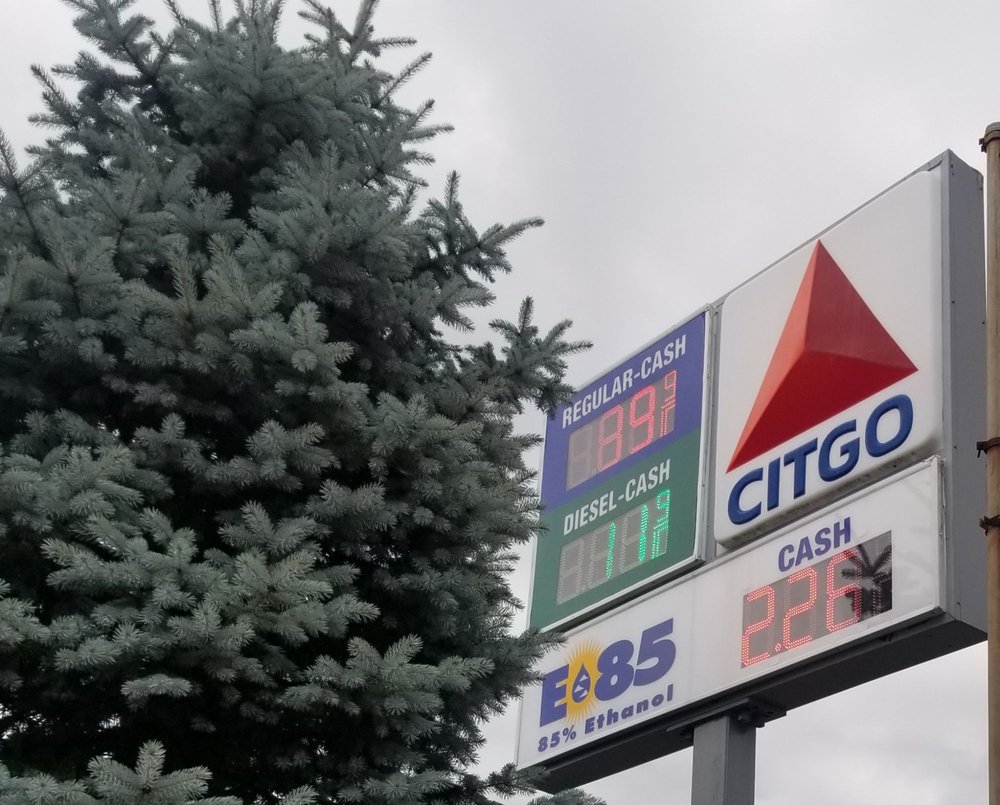 REGULAR-CASH
DIESEL-CASH
CITGO
CASH
2.26
E85
85% Ethanol